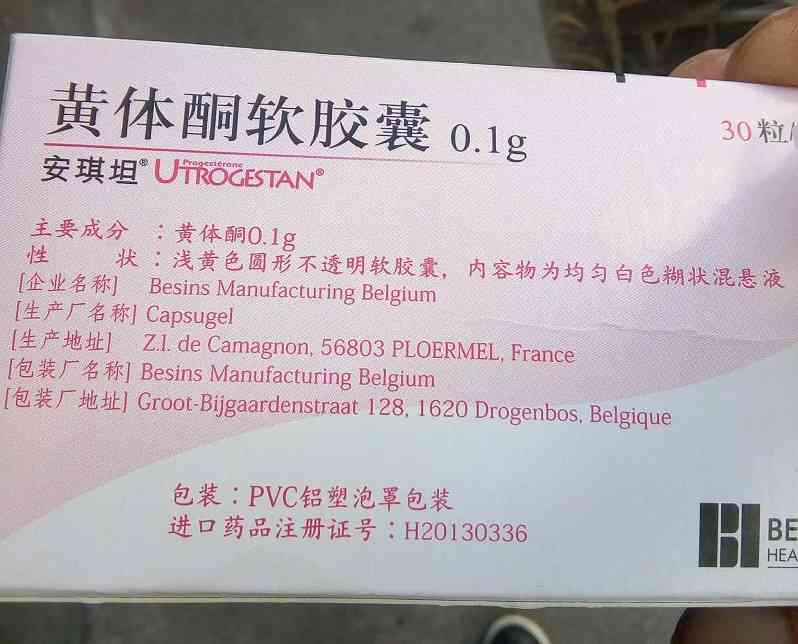 黄体酮软胶囊 0.1g
30粒/
安琪坦® Progestérone UTROGESTAN®
主要成分 ：黄体酮0.1g
性 状：浅黄色圆形不透明软胶囊，内容物为均匀白色糊状混悬液
[企业名称] Besins Manufacturing Belgium
[生产厂名称] Capsugel
[生产地址] Z.I. de Camagnon, 56803 PLOERMEL, France
[包装厂名称] Besins Manufacturing Belgium
[包装厂地址] Groot-Bijgaardenstraat 128, 1620 Drogenbos, Belgique
包装：PVC铝塑泡罩包装
进口药品注册证号：H20130336
BE
HEA